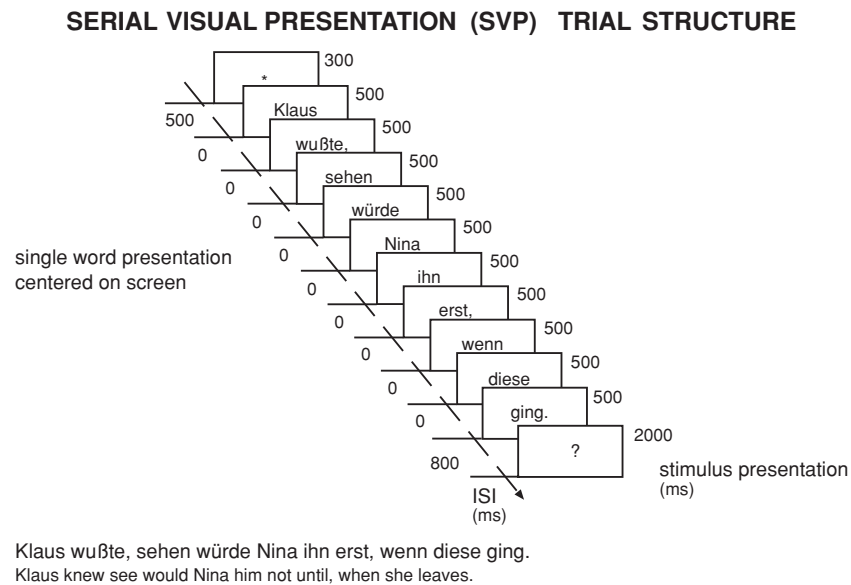 SERIAL VISUAL PRESENTATION (SVP) TRIAL STRUCTURE
300
*
500
500
Klaus
500
0
wußte,
500
0
sehen
500
0
würde
500
0
Nina
500
0
ihn
500
0
erst,
500
0
wenn
500
0
diese
500
0
ging.
2000
800
?
single word presentation
centered on screen
stimulus presentation
(ms)
ISI
(ms)
Klaus wußte, sehen würde Nina ihn erst, wenn diese ging.
Klaus knew see would Nina him not until, when she leaves.